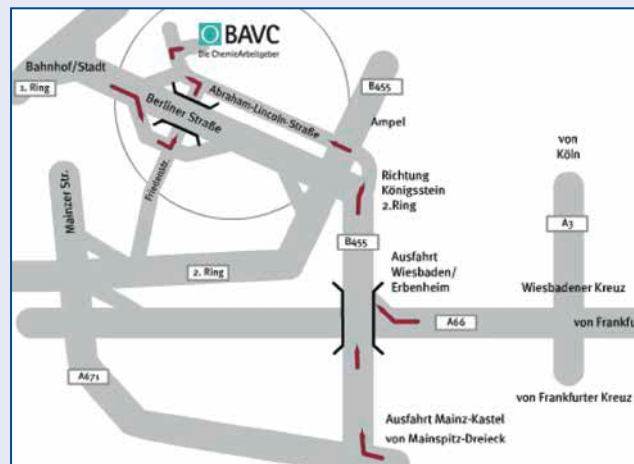 BAVC
Die ChemieArbeitgeber
Bahnhof/Stadt
1. Ring
Berliner Straße
Abraham-Lincoln-Straße
B455
Ampel
Friedenstr.
Mainzer Str.
Richtung
Königsstein
2.Ring
von
Köln
A3
B455
2. Ring
Ausfahrt
Wiesbaden/
Erbenheim
Wiesbadener Kreuz
A66
von Frankfu
A671
von Frankfurter Kreuz
Ausfahrt Mainz-Kastel
von Mainspitz-Dreieck